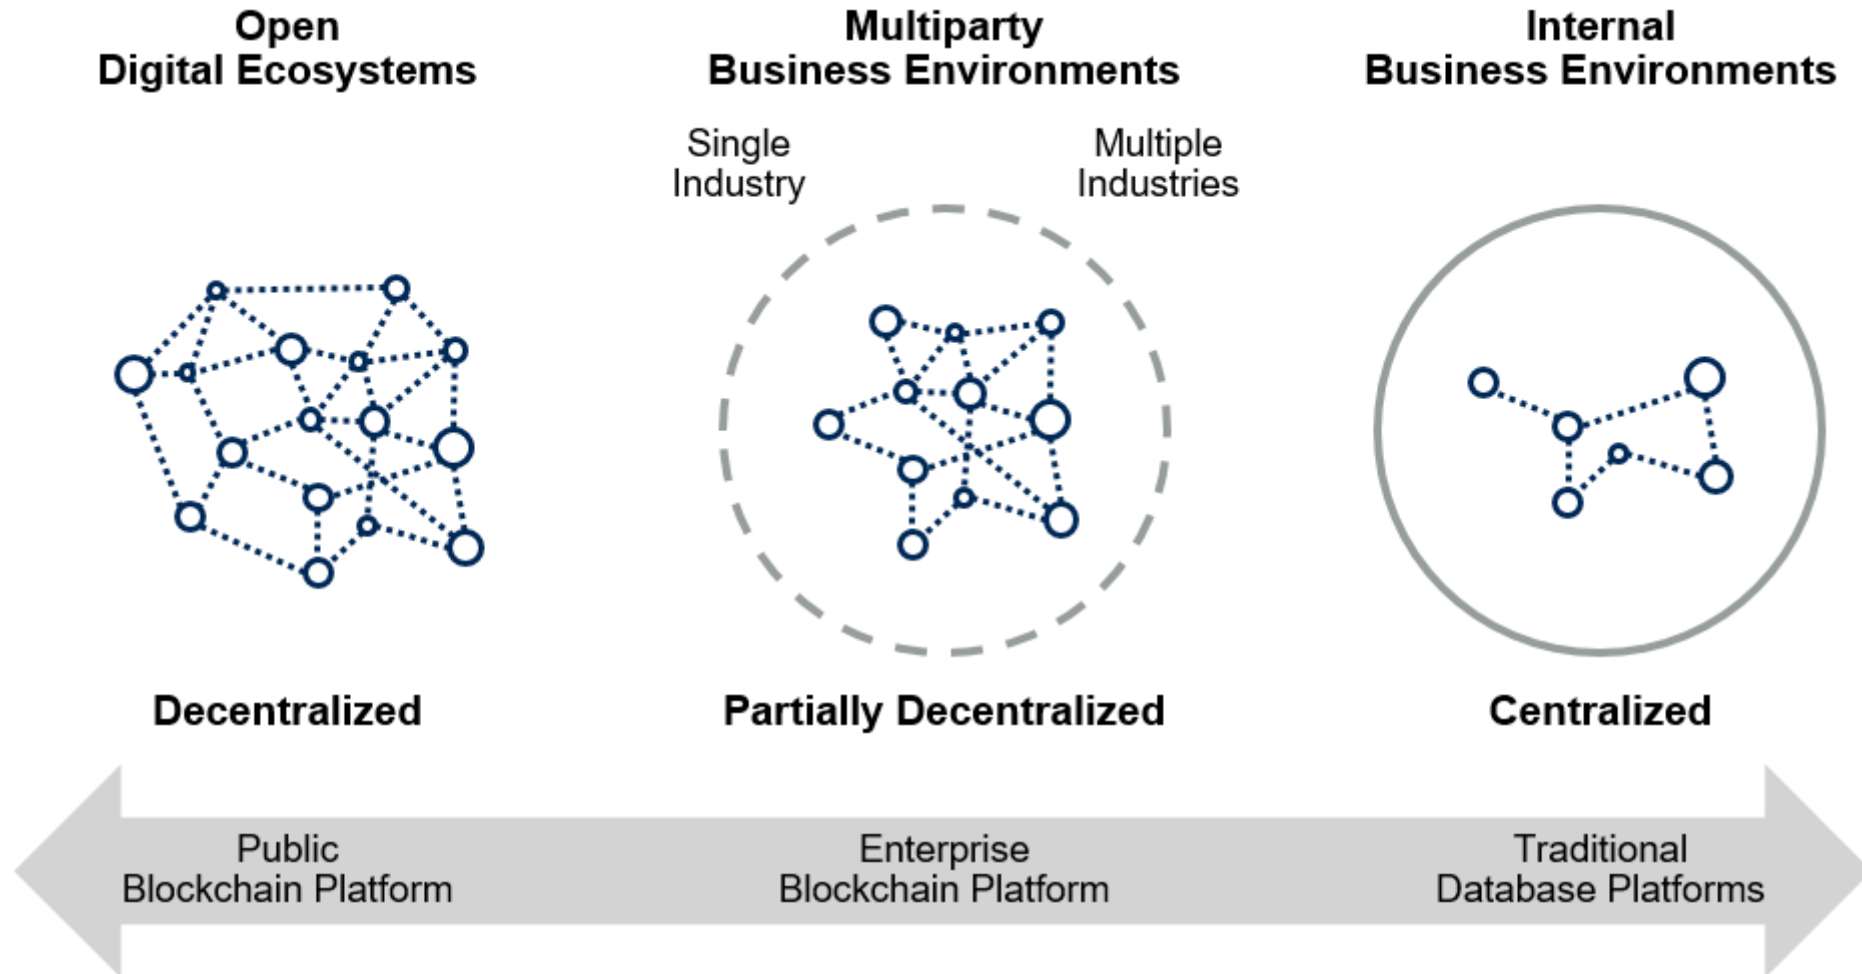 Open
Digital Ecosystems
Multiparty
Business Environments
Internal
Business Environments
Single
Industry
Multiple
Industries
Decentralized
Partially Decentralized
Centralized
Public
Blockchain Platform
Enterprise
Blockchain Platform
Traditional
Database Platforms